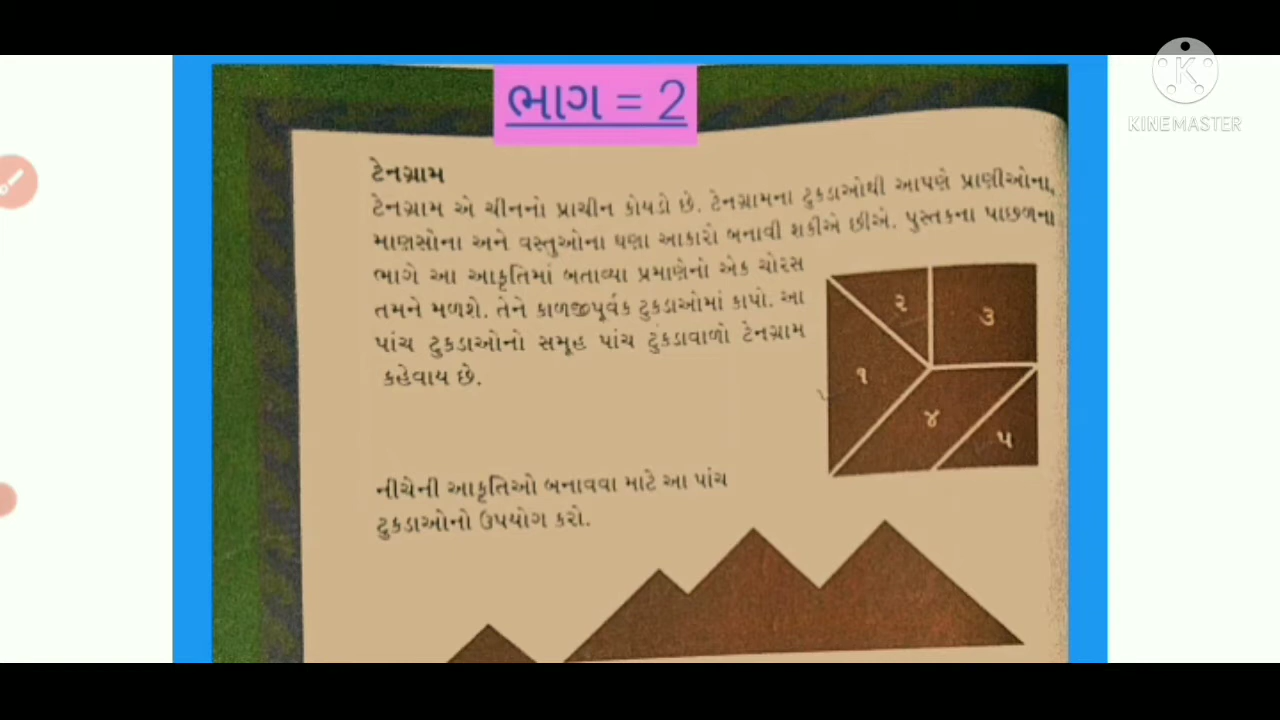 ભાગ = 2
KINEMASTER
ટેનગ્રામ
ટેનગ્રામ એ ચીનનો પ્રાચીન કોયડો છે. ટેનગ્રામના ટુકડાઓથી આપણે પ્રાણીઓના,
માણસોના અને વસ્તુઓના ઘણા આકારો બનાવી શકીએ છીએ. પુસ્તકના પાછળના
ભાગે આ આકૃતિમાં બતાવ્યા પ્રમાણેનો એક ચોરસ
તમને મળશે. તેને કાળજીપૂર્વક ટુકડાઓમાં કાપો. આ
પાંચ ટુકડાઓનો સમૂહ પાંચ ટુંકડાવાળો ટેનગ્રામ
કહેવાય છે.
૨
૩
૧
૪
૫
નીચેની આકૃતિઓ બનાવવા માટે આ પાંચ
ટુકડાઓનો ઉપયોગ કરો.